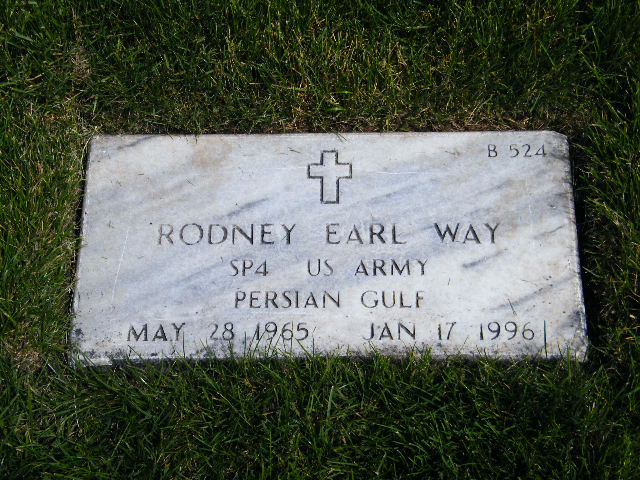 B 524
RODNEY EARL WAY
SP4 US ARMY
PERSIAN GULF
MAY 28 1965 JAN 17 1996